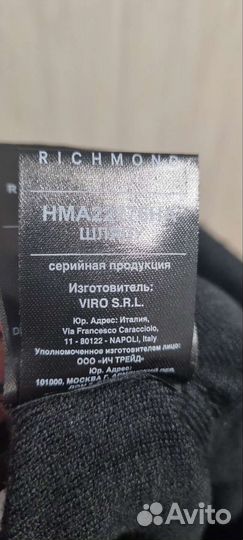 RICHMOND
HMA22
серийная продукция
Изготовитель:
VIRO S.R.L.
Юр. Адрес: Италия,
Via Francesco Caracciolo,
11 - 80122 - NAPOLI, Italy
Уполномоченное изготовителем лицо:
ООО "ИЧ ТРЕЙД"
Юр. Адрес:
101000, МОСКВА Г,
Avito